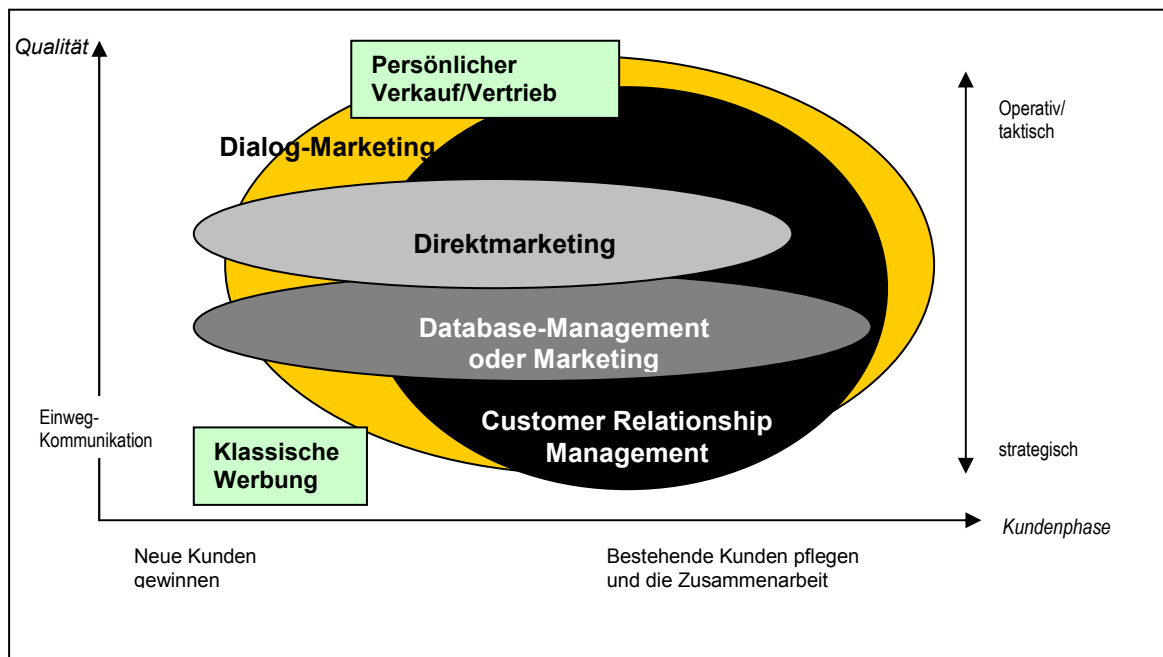 Qualität
Persönlicher
Verkauf/Vertrieb
Operativ/
taktisch
Dialog-Marketing
Direktmarketing
Database-Management
oder Marketing
Einweg-
Kommunikation
Customer Relationship
Management
Klassische
Werbung
strategisch
Kundenphase
Neue Kunden
gewinnen
Bestehende Kunden pflegen
und die Zusammenarbeit